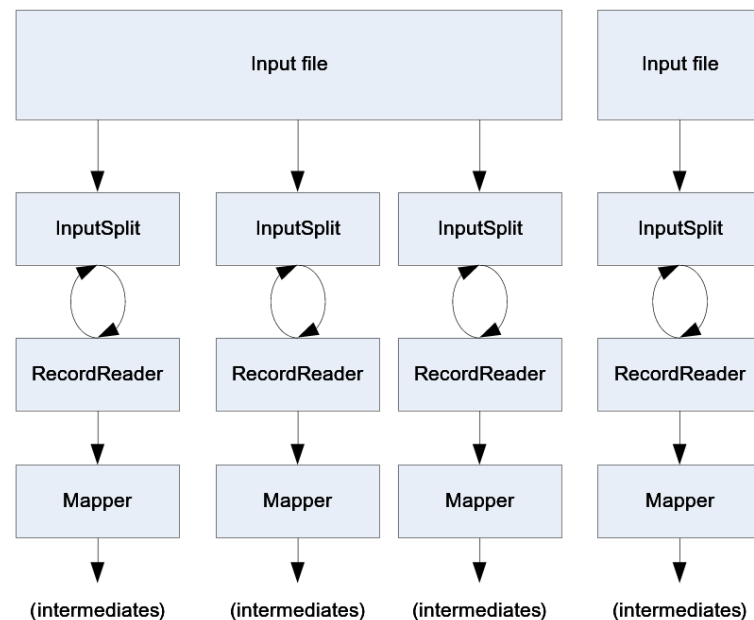 Input file
Input file
InputSplit
InputSplit
InputSplit
InputSplit
RecordReader
RecordReader
RecordReader
RecordReader
Mapper
Mapper
Mapper
Mapper
(intermediates)
(intermediates)
(intermediates)
(intermediates)